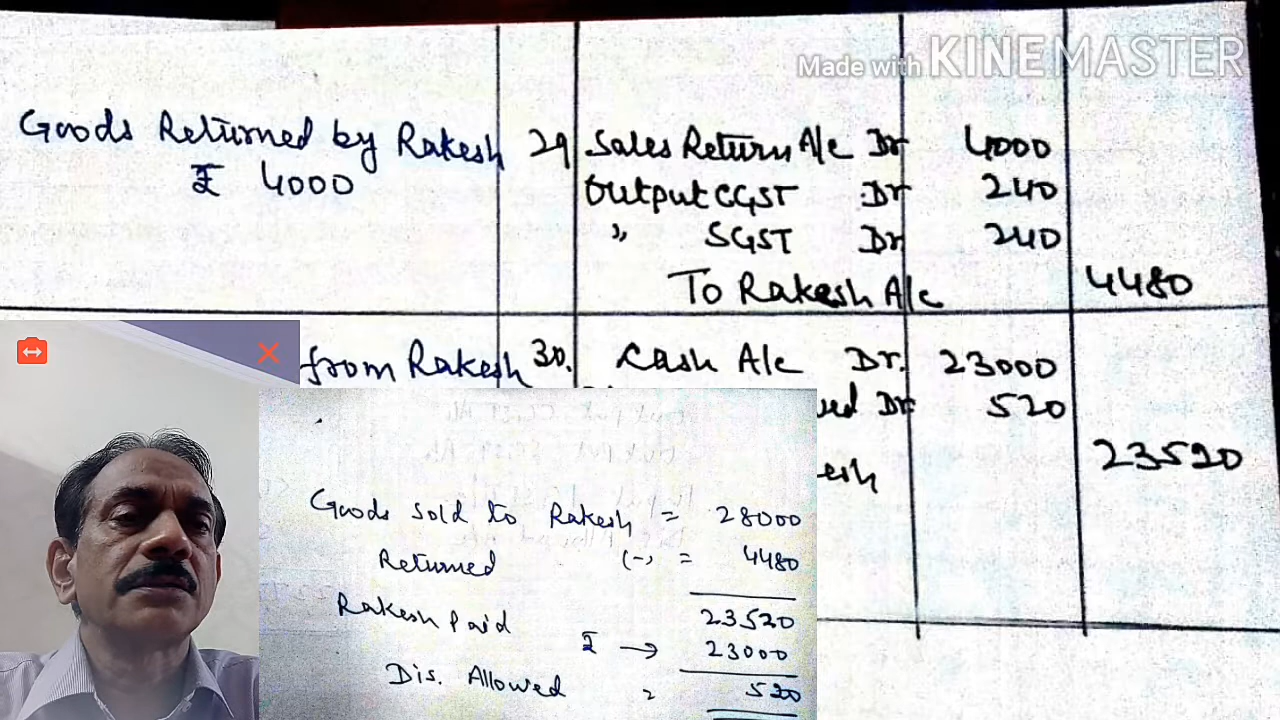 Made with KINEMASTER
Goods Returned by Rakesh 29 Sales Return A/c Dr 4000
₹ 4000 Output CGST Dr 240
,, SGST Dr 240
To Rakesh A/c 4480
from Rakesh 30. Cash A/c Dr. 23000
Dr 520
23520
Goods Sold to Rakesh = 28000
Returned (-) = 4480
23520
Rakesh Paid ₹ → 23000
Dis. Allowed = 520